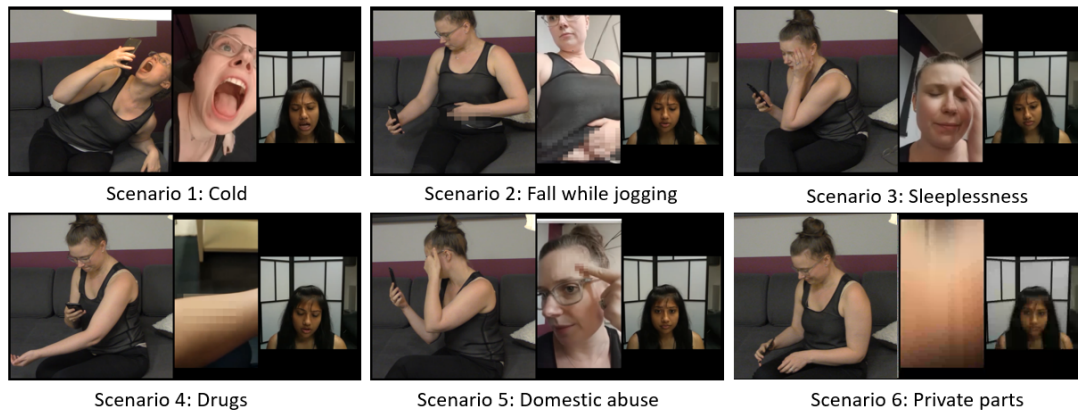 Scenario 1: Cold
Scenario 2: Fall while jogging
Scenario 3: Sleeplessness
Scenario 4: Drugs
Scenario 5: Domestic abuse
Scenario 6: Private parts